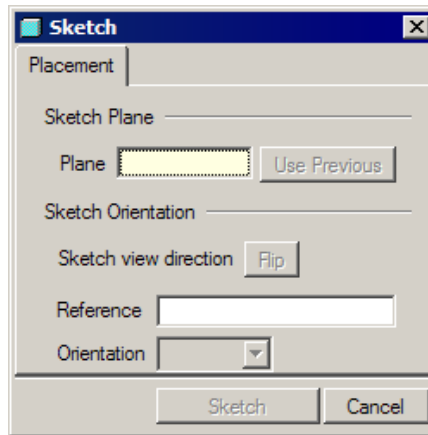 Sketch
Placement
Sketch Plane
Plane Use Previous
Sketch Orientation
Sketch view direction Flip
Reference
Orientation
Sketch Cancel